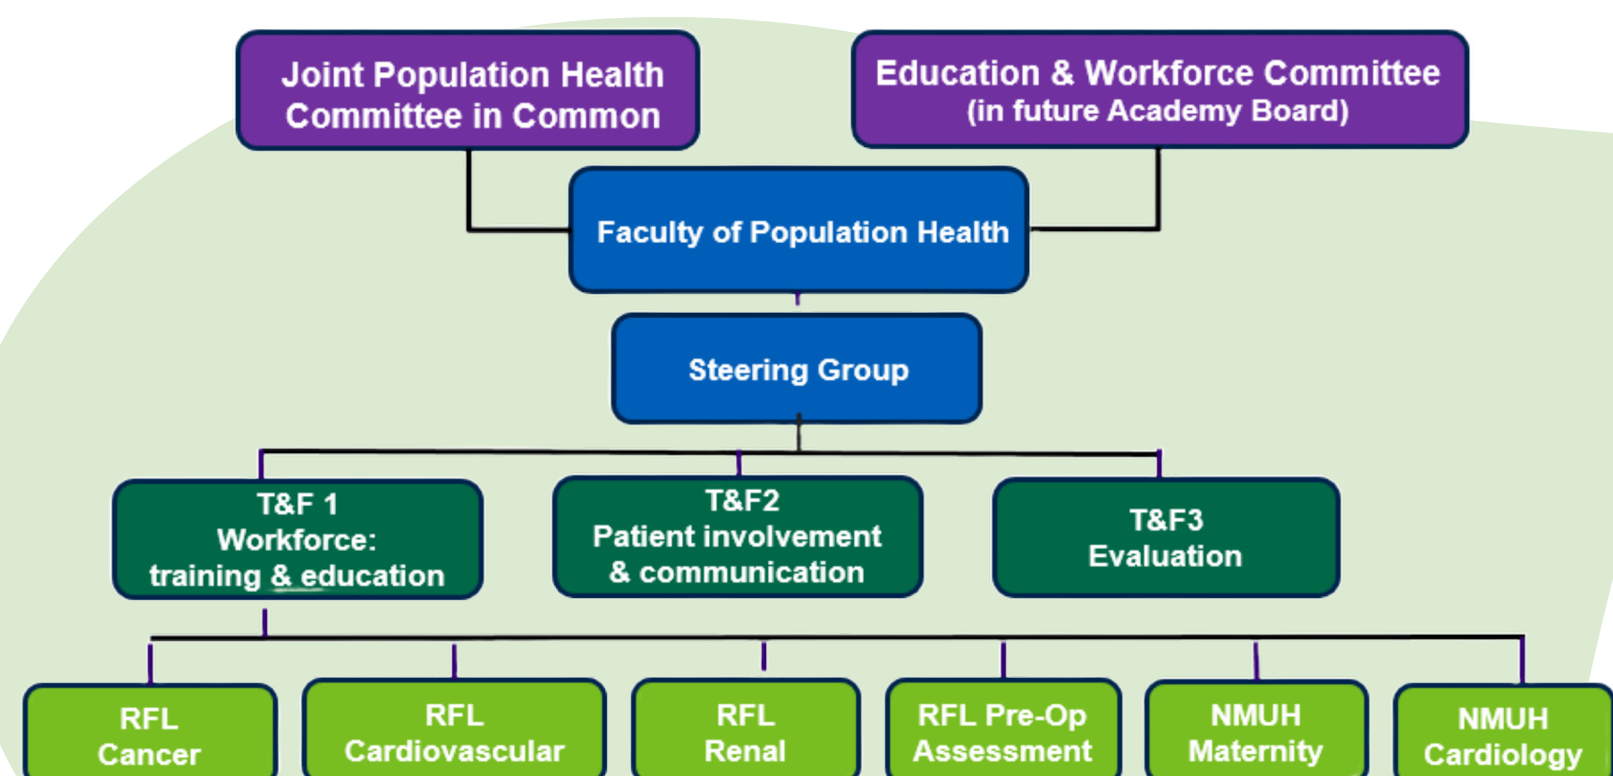 Joint Population Health
Committee in Common
Education & Workforce Committee
(in future Academy Board)
Faculty of Population Health
Steering Group
T&F 1
Workforce:
training & education
T&F2
Patient involvement
& communication
T&F3
Evaluation
RFL
Cancer
RFL
Cardiovascular
RFL
Renal
RFL Pre-Op
Assessment
NMUH
Maternity
NMUH
Cardiology